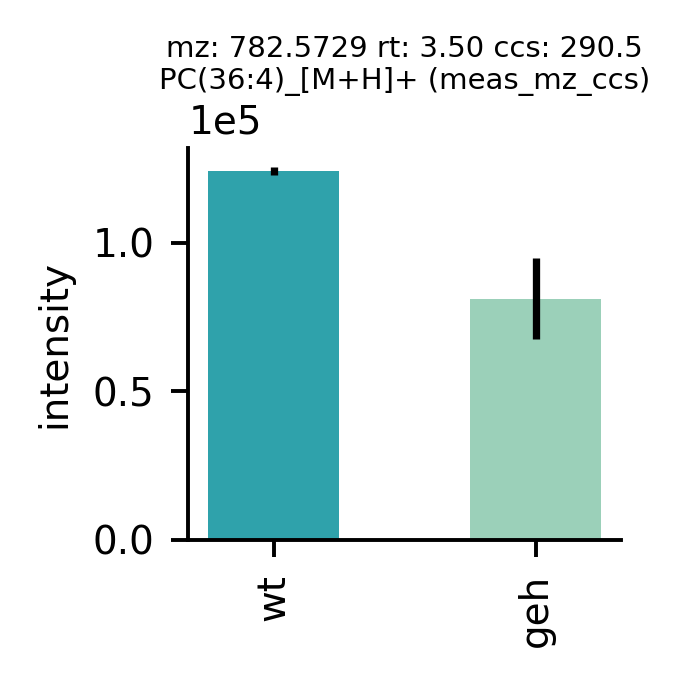 mz: 782.5729 rt: 3.50 ccs: 290.5
PC(36:4)_[M+H]+ (meas_mz_ccs)
1e5
1.0
0.5
0.0
intensity
wt
geh